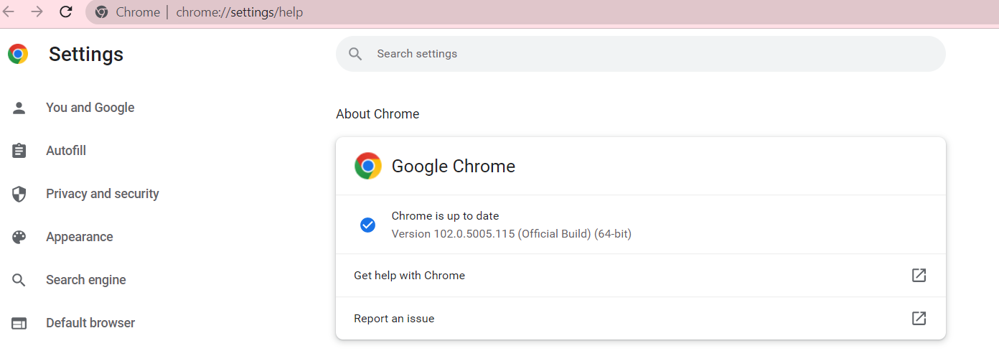 Chrome | chrome://settings/help
Settings
Search settings
You and Google
Autofill
Privacy and security
Appearance
Search engine
Default browser
About Chrome
Google Chrome
Chrome is up to date
Version 102.0.5005.115 (Official Build) (64-bit)
Get help with Chrome
Report an issue